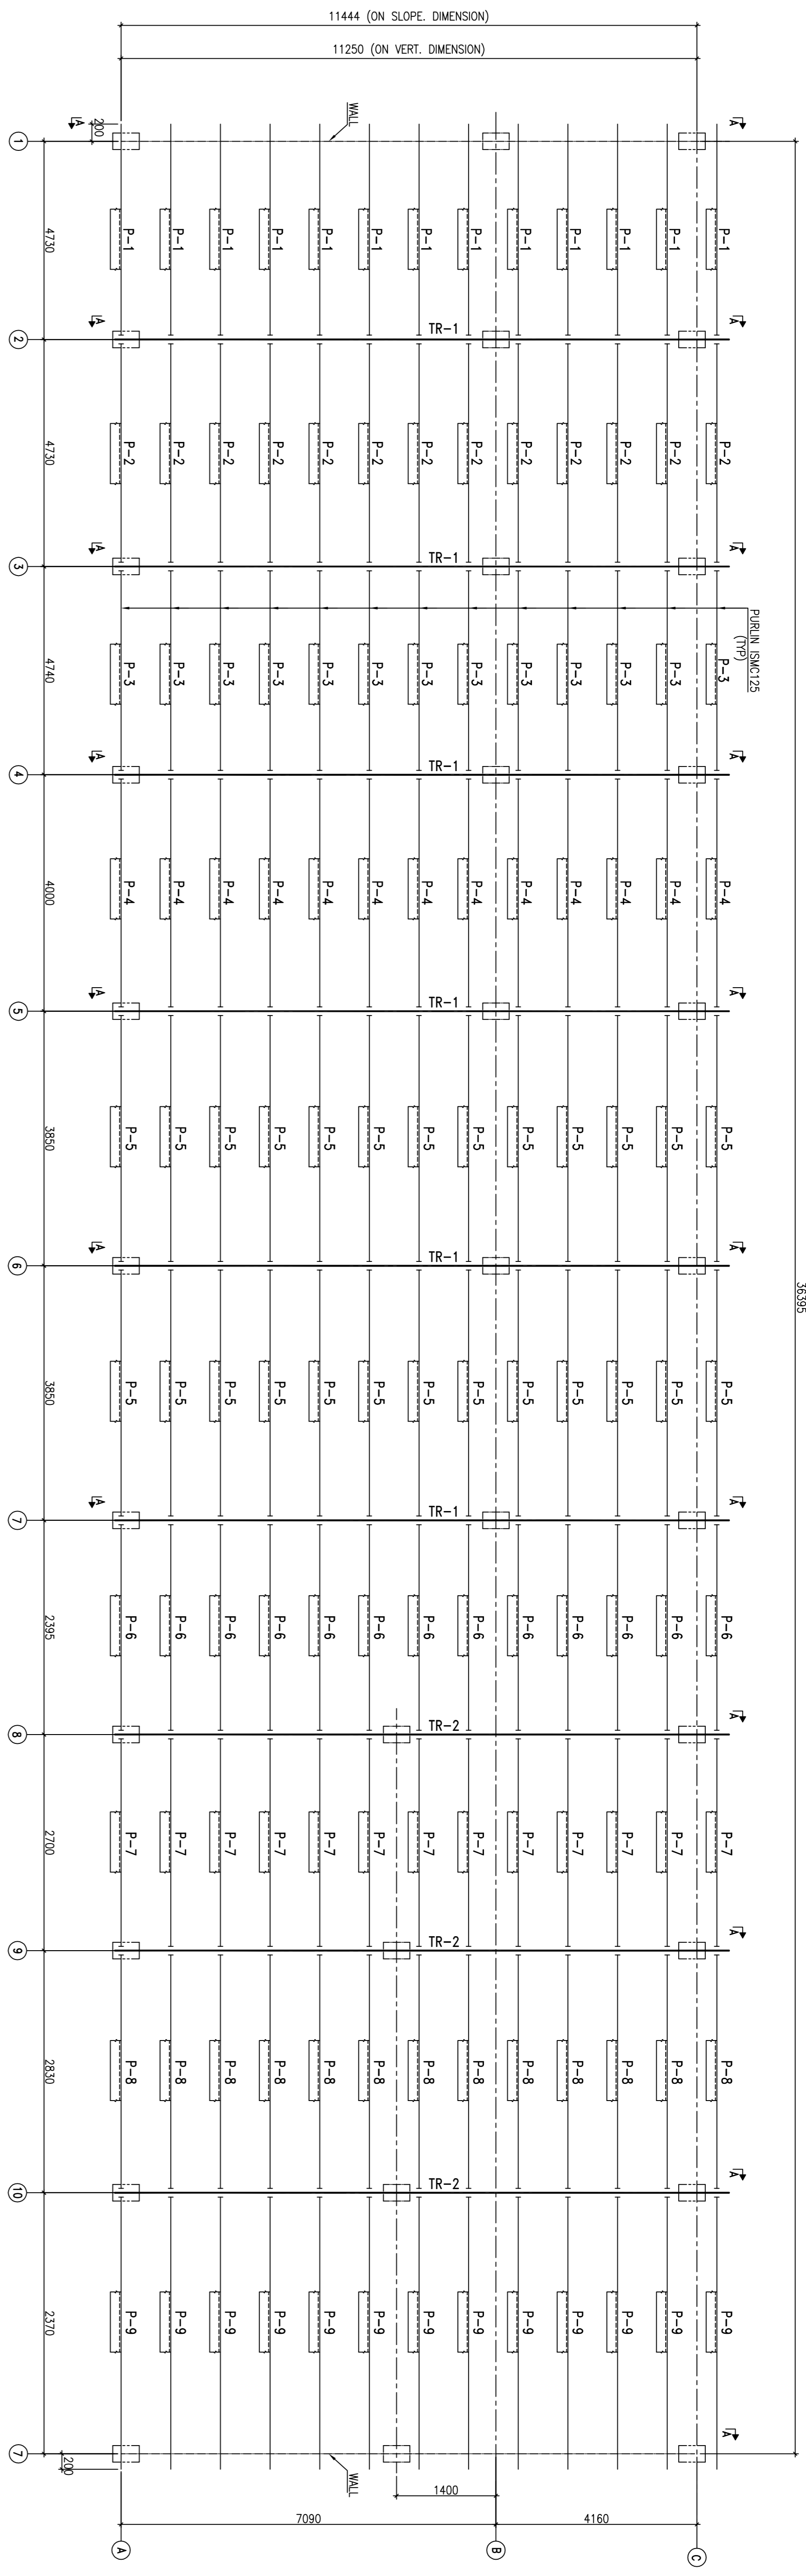 11444 (ON SLOPE. DIMENSION)
11250 (ON VERT. DIMENSION)
A A
200
WALL
1
4730
P-1 P-1 P-1 P-1 P-1 P-1 P-1 P-1 P-1 P-1 P-1 P-1 P-1
A TR-1 A
2
4730
P-2 P-2 P-2 P-2 P-2 P-2 P-2 P-2 P-2 P-2 P-2 P-2 P-2
A TR-1 A
3
PURLIN ISMC125
(TYP)
4740
P-3 P-3 P-3 P-3 P-3 P-3 P-3 P-3 P-3 P-3 P-3 P-3 P-3
A TR-1 A
4
4000
P-4 P-4 P-4 P-4 P-4 P-4 P-4 P-4 P-4 P-4 P-4 P-4 P-4
A TR-1 A
5
3850
P-5 P-5 P-5 P-5 P-5 P-5 P-5 P-5 P-5 P-5 P-5 P-5 P-5
A TR-1 A
6
36395
3850
P-5 P-5 P-5 P-5 P-5 P-5 P-5 P-5 P-5 P-5 P-5 P-5 P-5
A TR-1 A
7
2395
P-6 P-6 P-6 P-6 P-6 P-6 P-6 P-6 P-6 P-6 P-6 P-6 P-6
TR-2 A
8
2700
P-7 P-7 P-7 P-7 P-7 P-7 P-7 P-7 P-7 P-7 P-7 P-7 P-7
TR-2 A
9
2830
P-8 P-8 P-8 P-8 P-8 P-8 P-8 P-8 P-8 P-8 P-8 P-8 P-8
TR-2 A
10
2370
P-9 P-9 P-9 P-9 P-9 P-9 P-9 P-9 P-9 P-9 P-9 P-9 P-9
A
7
200
WALL
1400
7090
4160
A
B
C